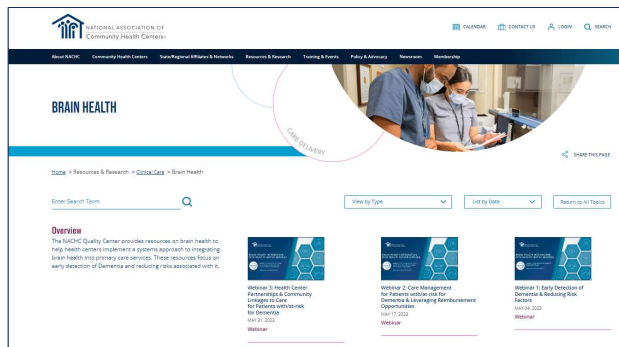 NATIONAL ASSOCIATION OF
Community Health Centers
CALENDAR
CONTACT US
LOGIN
SEARCH
About NACHC
Community Health Centers
State/Regional Affiliates & Networks
Resources & Research
Training & Events
Policy & Advocacy
Newsroom
Membership
BRAIN HEALTH
CARE DELIVERY
SHARE THIS PAGE
Home > Resources & Research > Clinical Care > Brain Health
Enter Search Term
View by Type
List by Date
Return to All Topics
Overview
The NACHC Quality Center provides resources on brain health to
help health centers implement a systems approach to integrating
brain health into primary care services. These resources focus on
early detection of Dementia and reducing risks associated with it.
Webinar 3: Health Center
Partnerships & Community
Linkages to Care
for Patients with/at-risk
for Dementia
MAY 31, 2022
Webinar
Webinar 2: Care Management
for Patients with/at-risk for
Dementia & Leveraging Reimbursement
Opportunities
MAY 17, 2022
Webinar
Webinar 1: Early Detection of
Dementia & Reducing Risk
Factors
MAY 04, 2022
Webinar